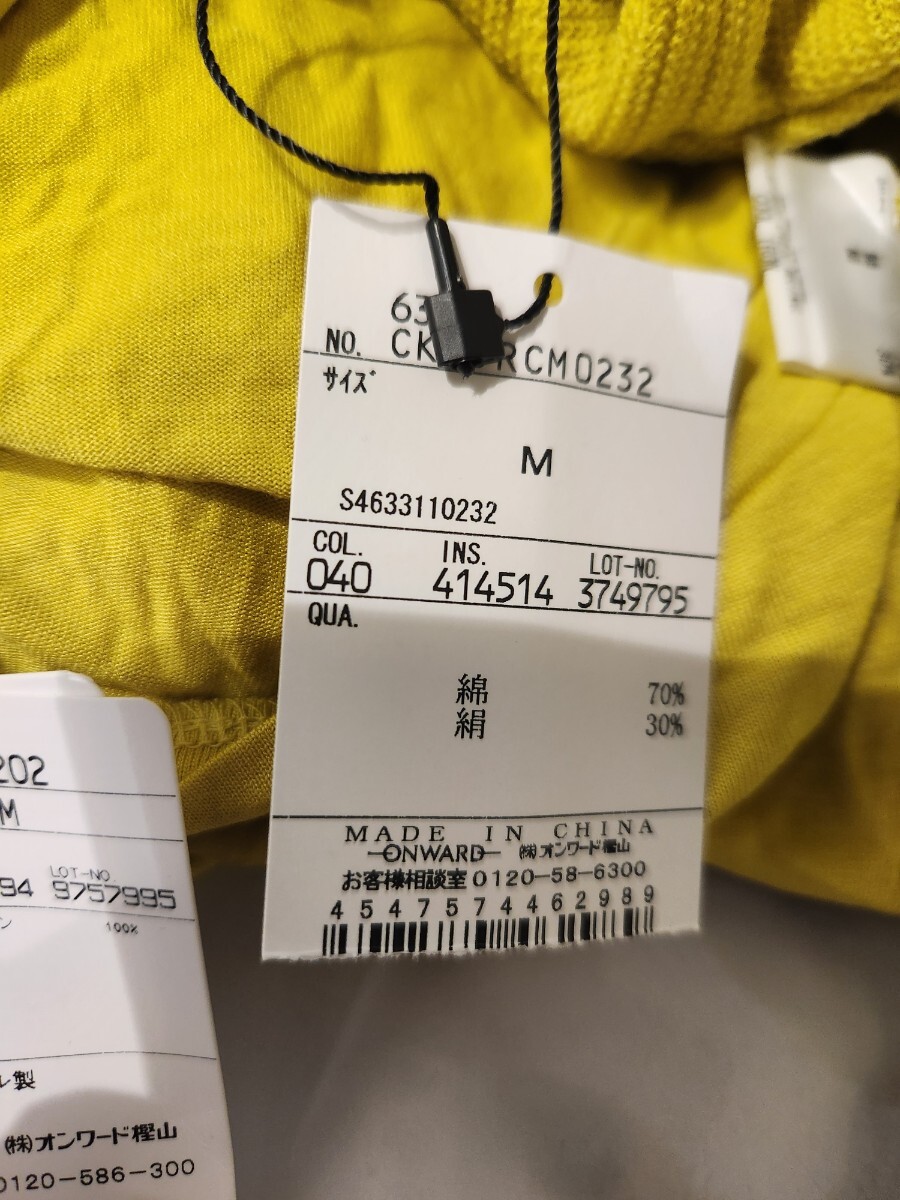 63
NO. CK RCM0232
サイズ
M
S4633110232
COL. INS. LOT-NO.
040 414514 3749795
QUA.
綿 70%
絹 30%
MADE IN CHINA
ONWARD ㈱オンワード樫山
お客様相談室 0120-58-6300
4547574462989
202
M
LOT-NO.
94 9757995
ン 100%
ル製
㈱オンワード樫山
0120-586-300